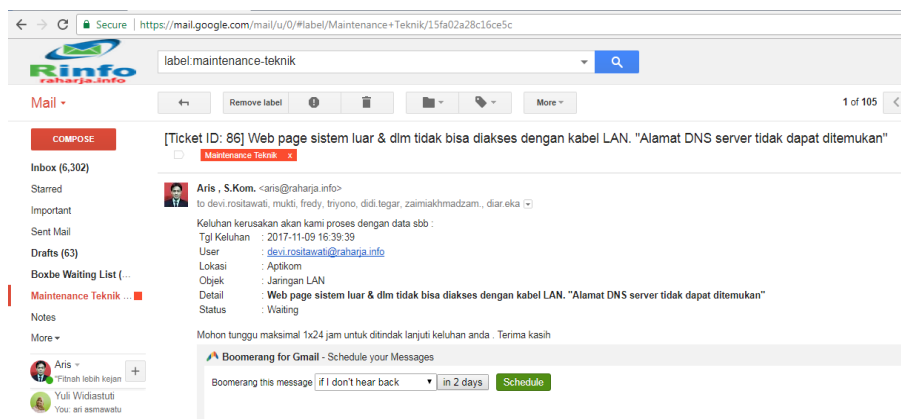 Secure | https://mail.google.com/mail/u/0/#label/Maintenance+Teknik/15fa02a28c16ce5c
Rinfo
raharja.info
label:maintenance-teknik
Mail
Remove label
More
1 of 105
COMPOSE
[Ticket ID: 86] Web page sistem luar & dlm tidak bisa diakses dengan kabel LAN. "Alamat DNS server tidak dapat ditemukan"
Maintenance Teknik x
Inbox (6,302)
Starred
Important
Sent Mail
Drafts (63)
Boxbe Waiting List (...
Maintenance Teknik ...
Notes
More
Aris
"Fitnah lebih kejan
Yuli Widiastuti
You: ari asmawatu
Aris , S.Kom. <aris@raharja.info>
to devi.rositawati, mukti, fredy, triyono, didi.tegar, zaimiakhmadzam., diar.eka
Keluhan kerusakan akan kami proses dengan data sbb :
Tgl Keluhan : 2017-11-09 16:39:39
User : devi.rositawati@raharja.info
Lokasi : Aptikom
Objek : Jaringan LAN
Detail : Web page sistem luar & dlm tidak bisa diakses dengan kabel LAN. "Alamat DNS server tidak dapat ditemukan"
Status : Waiting
Mohon tunggu maksimal 1x24 jam untuk ditindak lanjuti keluhan anda . Terima kasih
Boomerang for Gmail - Schedule your Messages
Boomerang this message if I don't hear back in 2 days Schedule